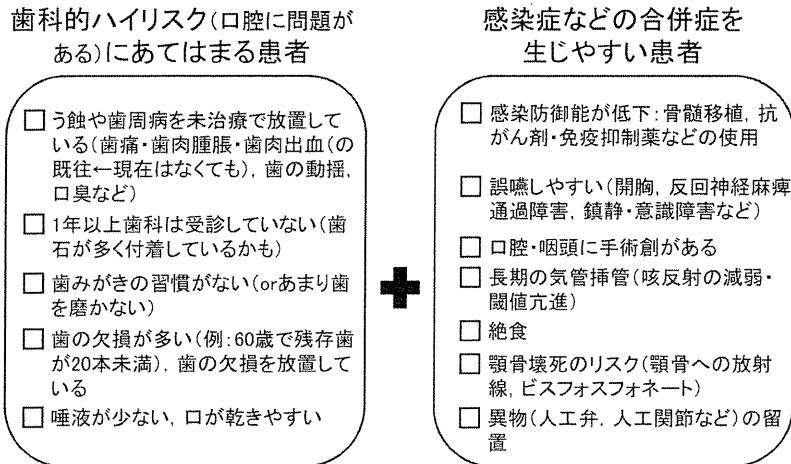 歯科的ハイリスク(口腔に問題が
ある)にあてはまる患者
□ う蝕や歯周病を未治療で放置して
いる(歯痛・歯肉腫脹・歯肉出血(の
既往←現在はなくても), 歯の動揺,
口臭など)
□ 1年以上歯科は受診していない(歯
石が多く付着しているかも)
□ 歯みがきの習慣がない(orあまり歯
を磨かない)
□ 歯の欠損が多い(例:60歳で残存歯
が20本未満), 歯の欠損を放置して
いる
□ 唾液が少ない, 口が乾きやすい
感染症などの合併症を
生じやすい患者
□ 感染防御能が低下:骨髄移植, 抗
がん剤・免疫抑制薬などの使用
□ 誤嚥しやすい(開胸, 反回神経麻痺
通過障害, 鎮静・意識障害など)
□ 口腔・咽頭に手術創がある
□ 長期の気管挿管(咳反射の減弱・
閾値亢進)
□ 絶食
□ 顎骨壊死のリスク(顎骨への放射
線, ビスフォスフォネート)
□ 異物(人工弁, 人工関節など)の留
置